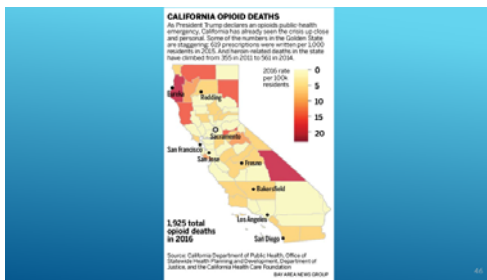 CALIFORNIA OPIOID DEATHS
As President Trump declares an opioids public-health
emergency, California has already seen the crisis up close
and personal. Some of the numbers in the Golden State
are staggering: 619 prescriptions were written per 1,000
residents in 2015. And heroin-related deaths in the state
have climbed from 355 in 2011 to 561 in 2014.
2016 rate
per 100k
residents
0
5
10
15
20
Eureka
Redding
Sacramento
San Francisco
San Jose
Fresno
Bakersfield
Los Angeles
San Diego
1,925 total
opioid deaths
in 2016
Source: California Department of Public Health, Office of
Statewide Health Planning and Development, Department of
Justice, and the California Health Care Foundation
BAY AREA NEWS GROUP
46